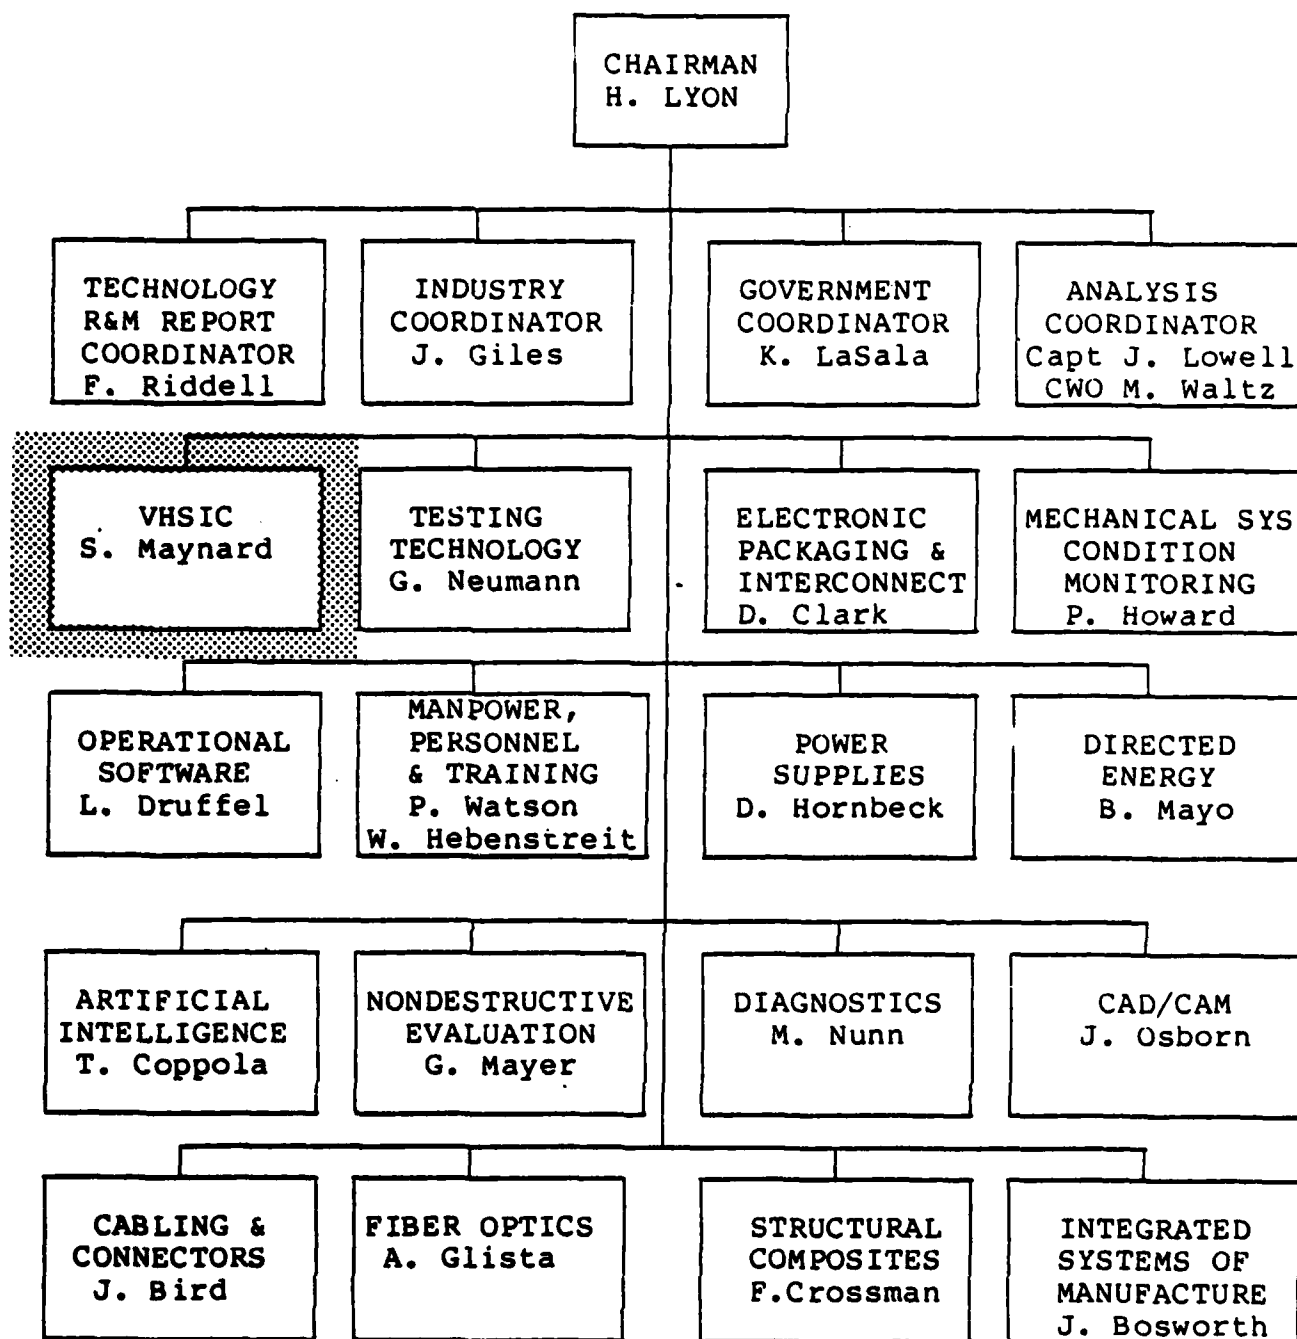 CHAIRMAN
H. LYON
TECHNOLOGY
R&M REPORT
COORDINATOR
F. Riddell
INDUSTRY
COORDINATOR
J. Giles
GOVERNMENT
COORDINATOR
K. LaSala
ANALYSIS
COORDINATOR
Capt J. Lowell
CWO M. Waltz
VHSIC
S. Maynard
TESTING
TECHNOLOGY
G. Neumann
ELECTRONIC
PACKAGING &
INTERCONNECT
D. Clark
MECHANICAL SYS
CONDITION
MONITORING
P. Howard
OPERATIONAL
SOFTWARE
L. Druffel
MANPOWER,
PERSONNEL
& TRAINING
P. Watson
W. Hebenstreit
POWER
SUPPLIES
D. Hornbeck
DIRECTED
ENERGY
B. Mayo
ARTIFICIAL
INTELLIGENCE
T. Coppola
NONDESTRUCTIVE
EVALUATION
G. Mayer
DIAGNOSTICS
M. Nunn
CAD/CAM
J. Osborn
CABLING &
CONNECTORS
J. Bird
FIBER OPTICS
A. Glista
STRUCTURAL
COMPOSITES
F.Crossman
INTEGRATED
SYSTEMS OF
MANUFACTURE
J. Bosworth